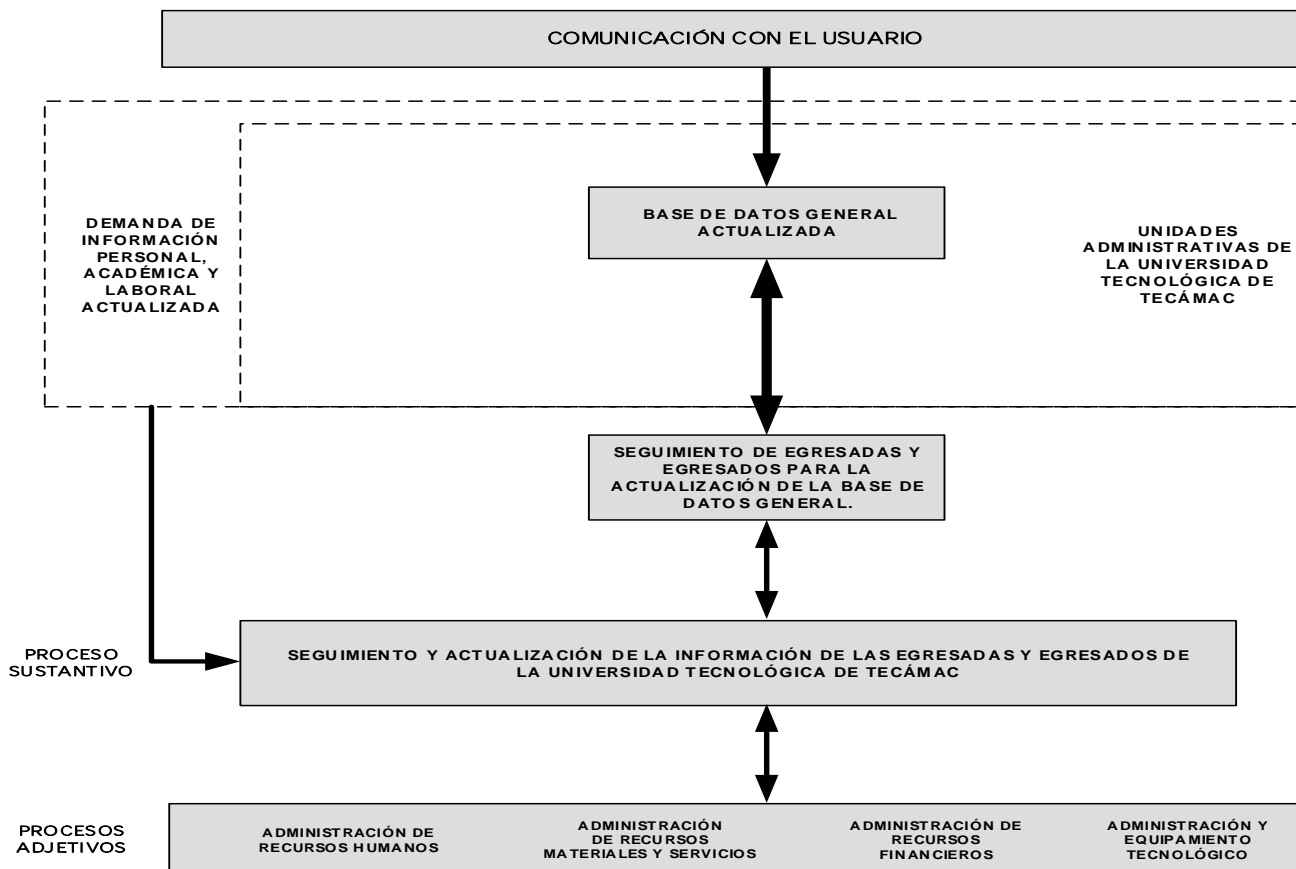 COMUNICACIÓN CON EL USUARIO
DEMANDA DE
INFORMACIÓN
PERSONAL,
ACADÉMICA Y
LABORAL
ACTUALIZADA
BASE DE DATOS GENERAL
ACTUALIZADA
UNIDADES
ADMINISTRATIVAS DE
LA UNIVERSIDAD
TECNOLÓGICA DE
TECÁMAC
SEGUIMIENTO DE EGRESADAS Y
EGRESADOS PARA LA
ACTUALIZACIÓN DE LA BASE DE
DATOS GENERAL.
PROCESO
SUSTANTIVO
SEGUIMIENTO Y ACTUALIZACIÓN DE LA INFORMACIÓN DE LAS EGRESADAS Y EGRESADOS DE
LA UNIVERSIDAD TECNOLÓGICA DE TECÁMAC
PROCESOS
ADJETIVOS
ADMINISTRACIÓN DE
RECURSOS HUMANOS
ADMINISTRACIÓN
DE RECURSOS
MATERIALES Y SERVICIOS
ADMINISTRACIÓN DE
RECURSOS
FINANCIEROS
ADMINISTRACIÓN Y
EQUIPAMIENTO
TECNOLÓGICO